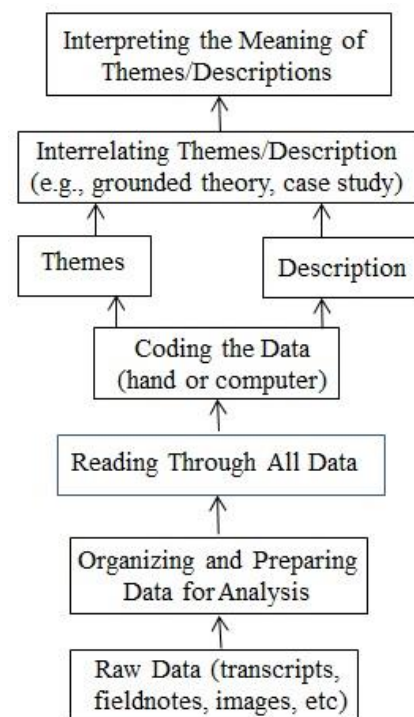 Interpreting the Meaning of
Themes/Descriptions
Interrelating Themes/Description
(e.g., grounded theory, case study)
Themes
Description
Coding the Data
(hand or computer)
Reading Through All Data
Organizing and Preparing
Data for Analysis
Raw Data (transcripts,
fieldnotes, images, etc)